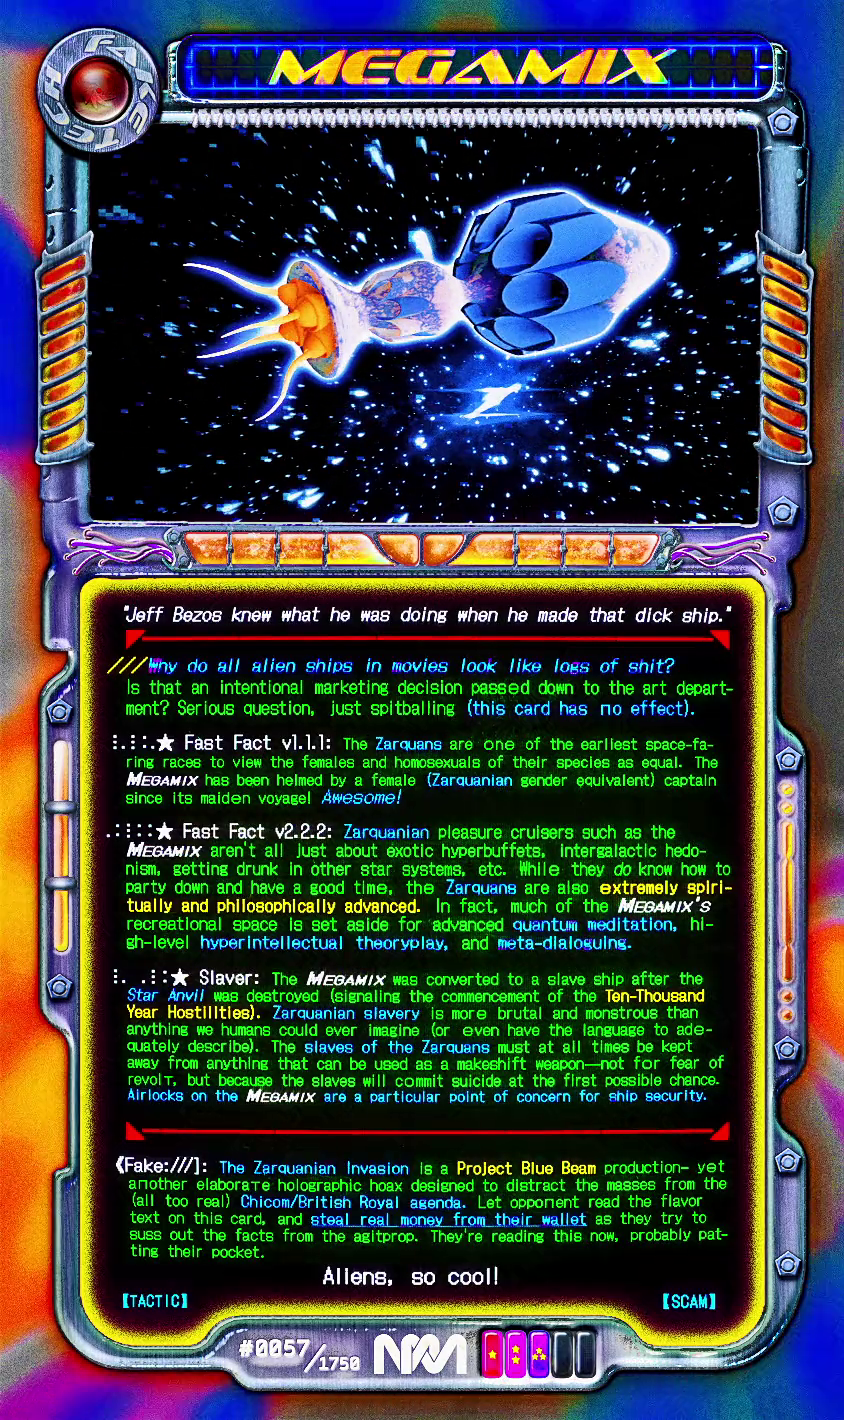 FAKE TECH
MEGAMIX
"Jeff Bezos knew what he was doing when he made that dick ship."
////Why do all alien ships in movies look like logs of shit?
Is that an intentional marketing decision passed down to the art depart-
ment? Serious question, just spitballing (this card has no effect).
⁝.⁝:⁝.★ Fast Fact v1.1.1: The Zarquans are one of the earliest space-fa-
ring races to view the females and homosexuals of their species as equal. The
MEGAMIX has been helmed by a female (Zarquanian gender equivalent) captain
since its maiden voyage! Awesome!
.:⁝:⁝:★ Fast Fact v2.2.2: Zarquanian pleasure cruisers such as the
MEGAMIX aren't all just about exotic hyperbuffets, intergalactic hedo-
nism, getting drunk in other star systems, etc. While they do know how to
party down and have a good time, the Zarquans are also extremely spiri-
tually and philosophically advanced. In fact, much of the MEGAMIX'S
recreational space is set aside for advanced quantum meditation, hi-
gh-level hyperintellectual theoryplay, and meta-dialoguing.
⁝. .⁝:⁝★ Slaver: The MEGAMIX was converted to a slave ship after the
Star Anvil was destroyed (signaling the commencement of the Ten-Thousand
Year Hostilities). Zarquanian slavery is more brutal and monstrous than
anything we humans could ever imagine (or even have the language to ade-
quately describe). The slaves of the Zarquans must at all times be kept
away from anything that can be used as a makeshift weapon—not for fear of
revolt, but because the slaves will commit suicide at the first possible chance.
Airlocks on the MEGAMIX are a particular point of concern for ship security.
⟪Fake:///]: The Zarquanian Invasion is a Project Blue Beam production- yet
another elaborate holographic hoax designed to distract the masses from the
(all too real) Chicom/British Royal agenda. Let opponent read the flavor
text on this card, and steal real money from their wallet as they try to
suss out the facts from the agitprop. They're reading this now, probably pat-
ting their pocket.
Aliens, so cool!
[TACTIC] [SCAM]
#0057/1750 NM